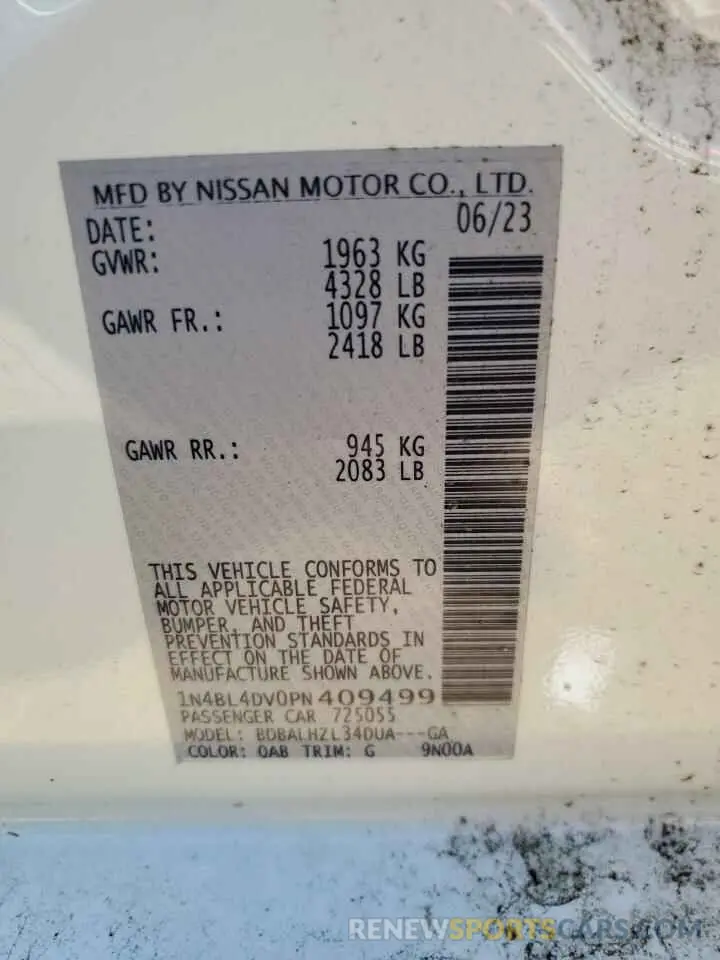 MFD BY NISSAN MOTOR CO., LTD.
DATE: 06/23
GVWR: 1963 KG
4328 LB
GAWR FR.: 1097 KG
2418 LB
GAWR RR.: 945 KG
2083 LB
THIS VEHICLE CONFORMS TO
ALL APPLICABLE FEDERAL
MOTOR VEHICLE SAFETY,
BUMPER, AND THEFT
PREVENTION STANDARDS IN
EFFECT ON THE DATE OF
MANUFACTURE SHOWN ABOVE.
1N4BL4DV0PN 409499
PASSENGER CAR 725055
MODEL: BDBALHZL34DUA---GA
COLOR: QAB TRIM: G 9N00A
RENEWSPORTSCARS.COM